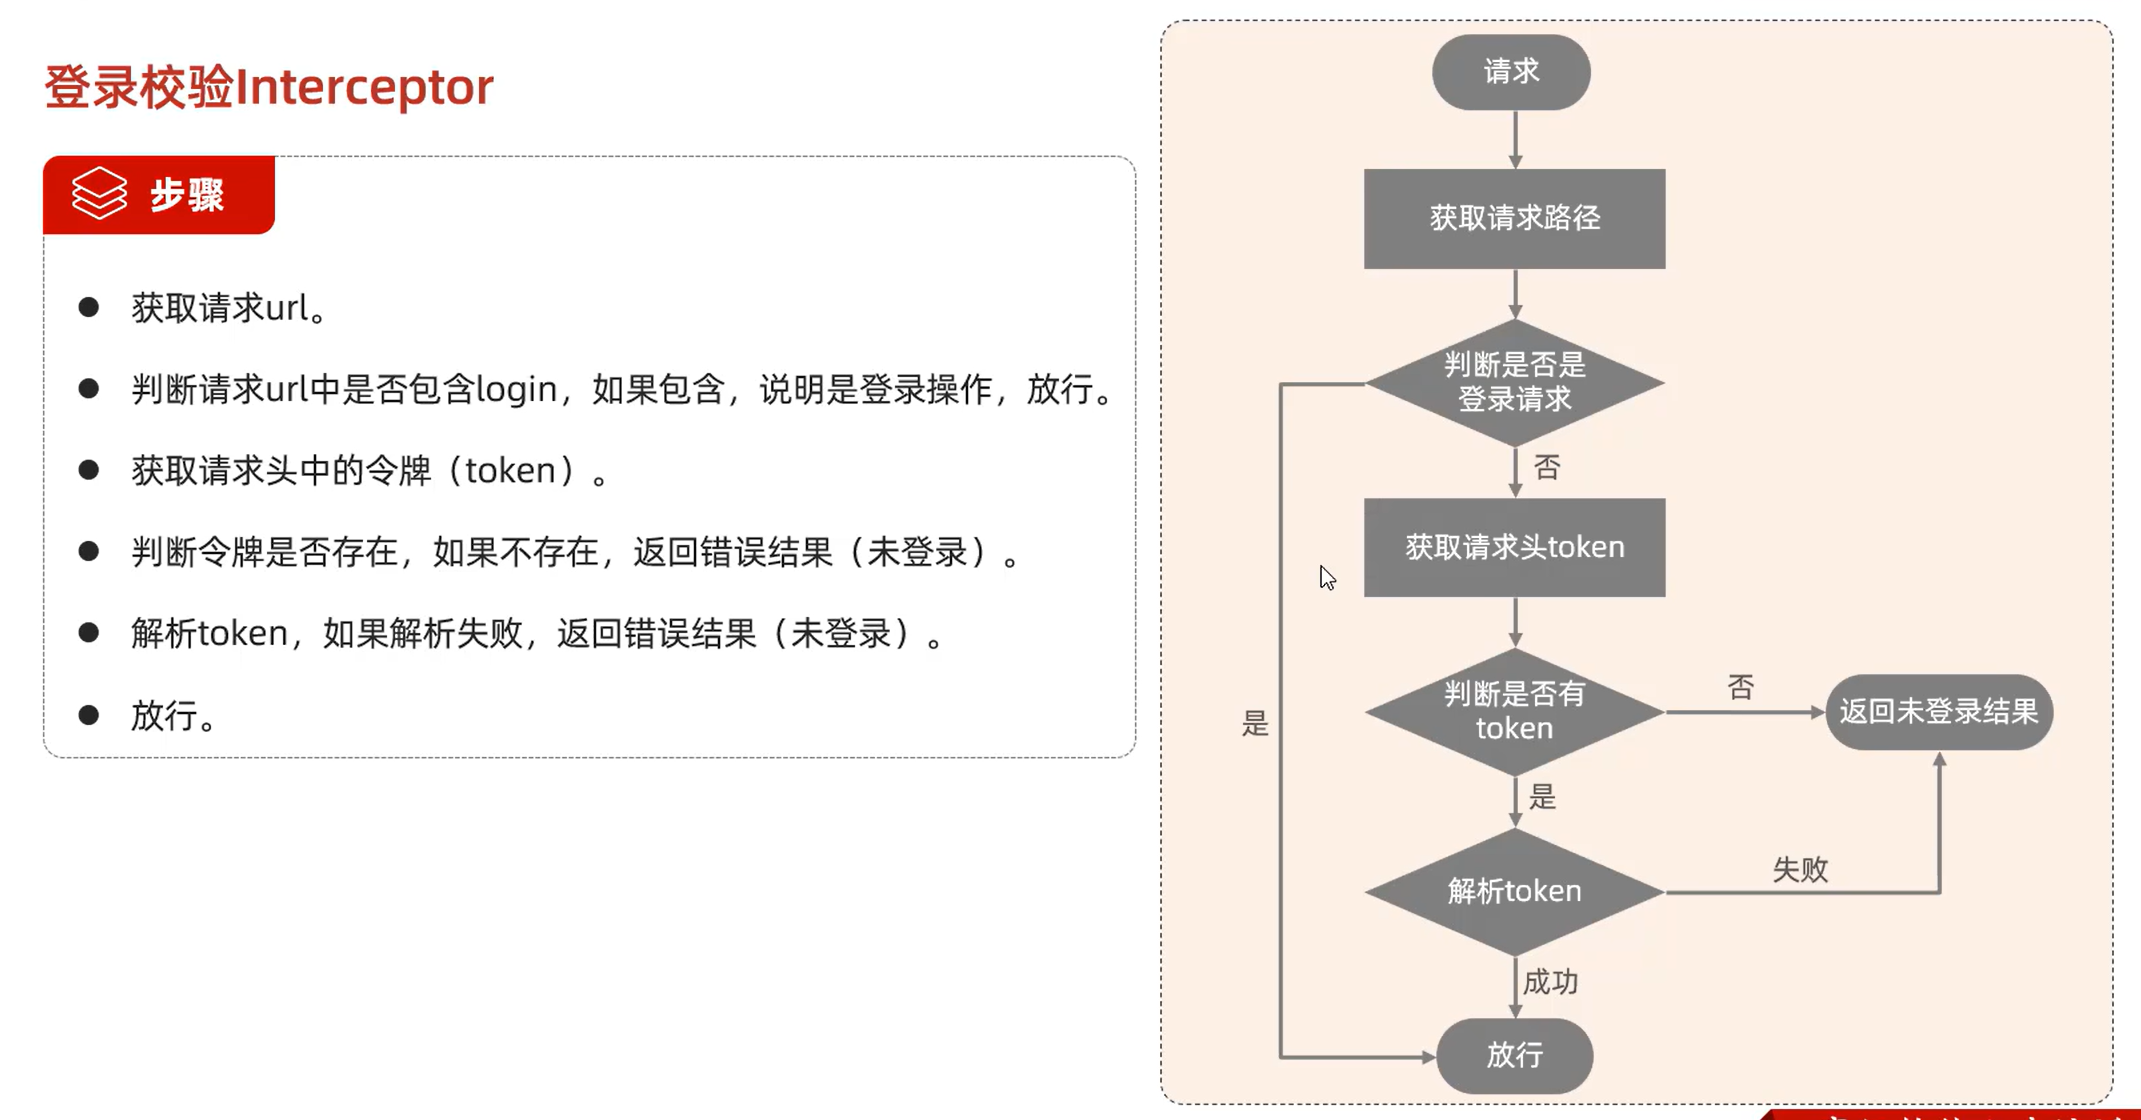 登录校验Interceptor
步骤
获取请求url。
判断请求url中是否包含login，如果包含，说明是登录操作，放行。
获取请求头中的令牌（token）。
判断令牌是否存在，如果不存在，返回错误结果（未登录）。
解析token，如果解析失败，返回错误结果（未登录）。
放行。
请求
获取请求路径
判断是否是
登录请求
否
获取请求头token
判断是否有
token
否
返回未登录结果
是
是
解析token
失败
成功
放行